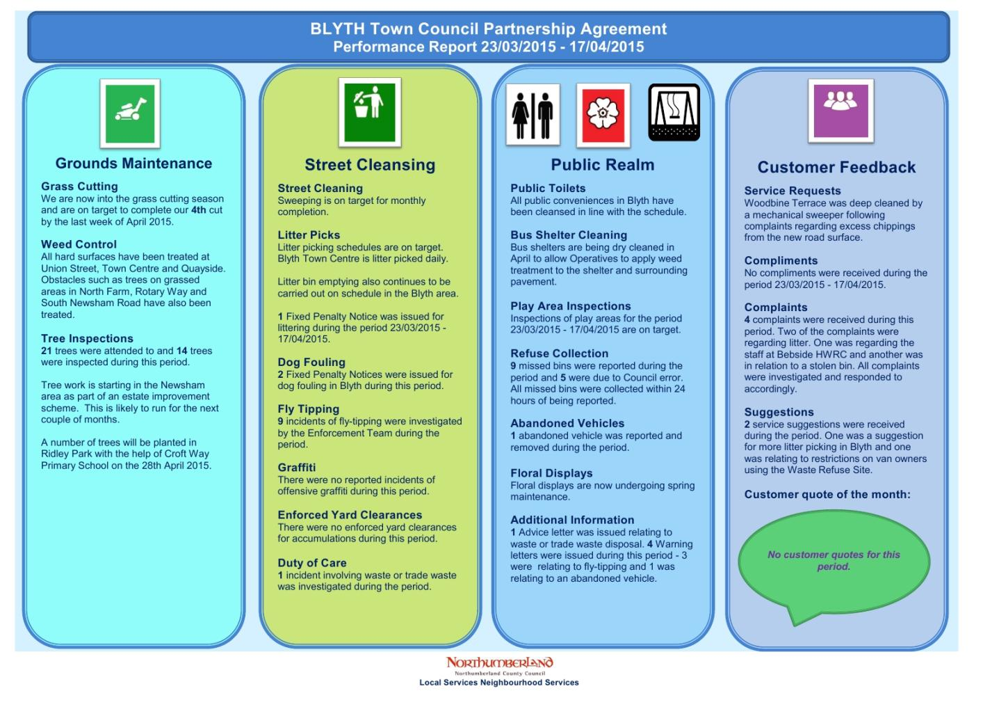 BLYTH Town Council Partnership Agreement
Performance Report 23/03/2015 - 17/04/2015
Grounds Maintenance
Grass Cutting
We are now into the grass cutting season
and are on target to complete our 4th cut
by the last week of April 2015.
Weed Control
All hard surfaces have been treated at
Union Street, Town Centre and Quayside.
Obstacles such as trees on grassed
areas in North Farm, Rotary Way and
South Newsham Road have also been
treated.
Tree Inspections
21 trees were attended to and 14 trees
were inspected during this period.
Tree work is starting in the Newsham
area as part of an estate improvement
scheme.  This is likely to run for the next
couple of months.
A number of trees will be planted in
Ridley Park with the help of Croft Way
Primary School on the 28th April 2015.
Street Cleansing
Street Cleaning
Sweeping is on target for monthly
completion.
Litter Picks
Litter picking schedules are on target.
Blyth Town Centre is litter picked daily.
Litter bin emptying also continues to be
carried out on schedule in the Blyth area.
1 Fixed Penalty Notice was issued for
littering during the period 23/03/2015 -
17/04/2015.
Dog Fouling
2 Fixed Penalty Notices were issued for
dog fouling in Blyth during this period.
Fly Tipping
9 incidents of fly-tipping were investigated
by the Enforcement Team during the
period.
Graffiti
There were no reported incidents of
offensive graffiti during this period.
Enforced Yard Clearances
There were no enforced yard clearances
for accumulations during this period.
Duty of Care
1 incident involving waste or trade waste
was investigated during the period.
Public Realm
Public Toilets
All public conveniences in Blyth have
been cleansed in line with the schedule.
Bus Shelter Cleaning
Bus shelters are being dry cleaned in
April to allow Operatives to apply weed
treatment to the shelter and surrounding
pavement.
Play Area Inspections
Inspections of play areas for the period
23/03/2015 - 17/04/2015 are on target.
Refuse Collection
9 missed bins were reported during the
period and 5 were due to Council error.
All missed bins were collected within 24
hours of being reported.
Abandoned Vehicles
1 abandoned vehicle was reported and
removed during the period.
Floral Displays
Floral displays are now undergoing spring
maintenance.
Additional Information
1 Advice letter was issued relating to
waste or trade waste disposal. 4 Warning
letters were issued during this period - 3
were  relating to fly-tipping and 1 was
relating to an abandoned vehicle.
Customer Feedback
Service Requests
Woodbine Terrace was deep cleaned by
a mechanical sweeper following
complaints regarding excess chippings
from the new road surface.
Compliments
No compliments were received during the
period 23/03/2015 - 17/04/2015.
Complaints
4 complaints were received during this
period. Two of the complaints were
regarding litter. One was regarding the
staff at Bebside HWRC and another was
in relation to a stolen bin. All complaints
were investigated and responded to
accordingly.
Suggestions
2 service suggestions were received
during the period. One was a suggestion
for more litter picking in Blyth and one
was relating to restrictions on van owners
using the Waste Refuse Site.
Customer quote of the month:
No customer quotes for this
period.
Northumberland
Northumberland County Council
Local Services Neighbourhood Services